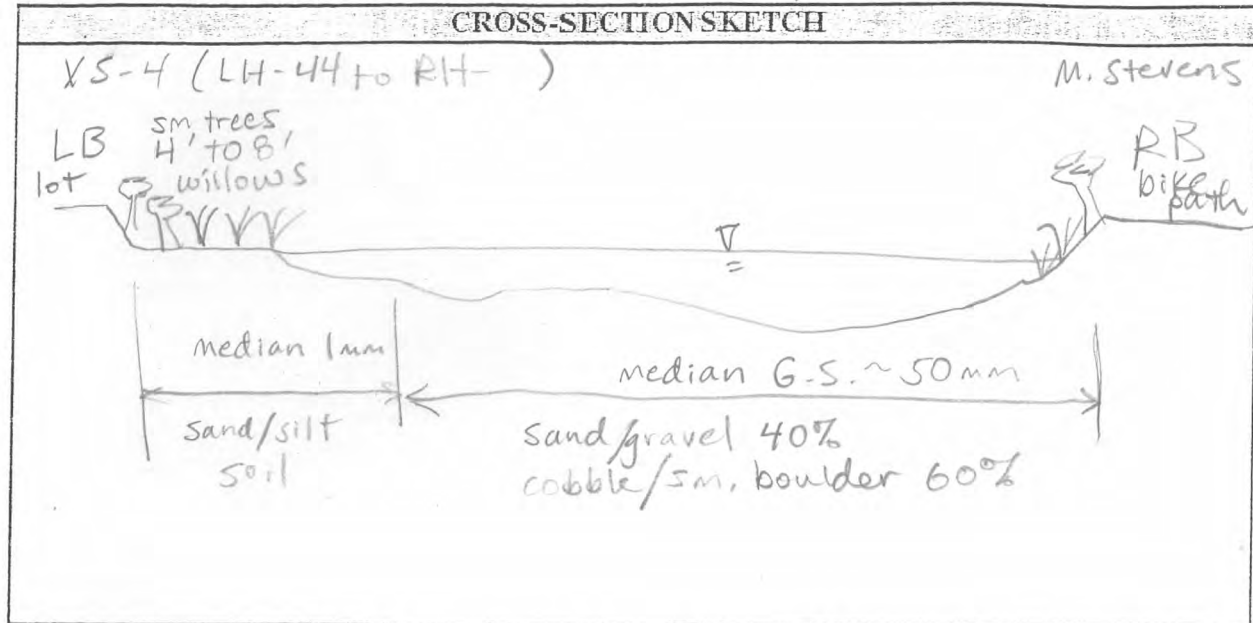 CROSS-SECTION SKETCH
XS-4 (LH-44 to RH-    )
M. Stevens
LB
lot
sm. trees
4' TO 8'
willows
RB
bike path
median 1mm
sand/silt
soil
median G.S. ~ 50mm
sand/gravel 40%
cobble/sm. boulder 60%